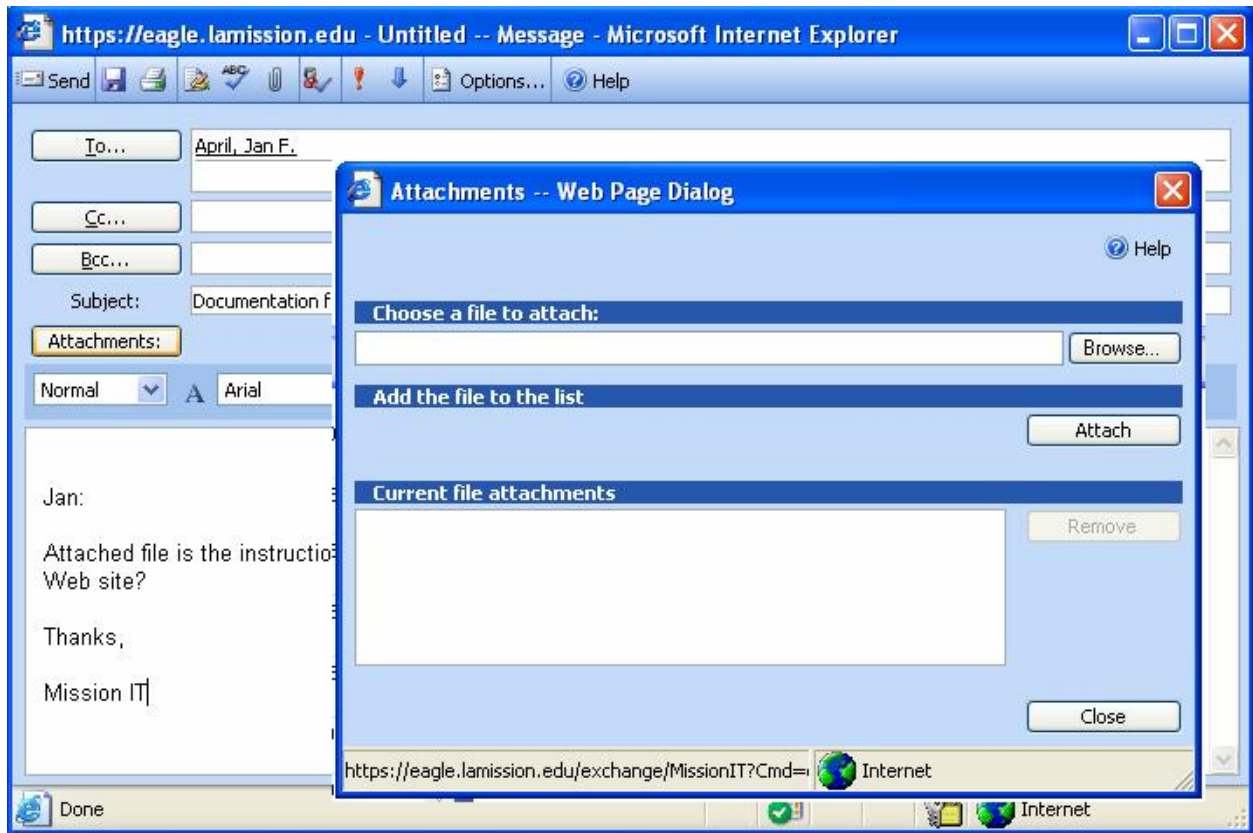 https://eagle.lamission.edu - Untitled -- Message - Microsoft Internet Explorer
Send ABC Options... Help
To... April, Jan F.
Cc...
Bcc...
Subject: Documentation f
Attachments:
Normal A Arial
Jan:
Attached file is the instructio
Web site?
Thanks,
Mission IT
Done Internet
Attachments -- Web Page Dialog
Help
Choose a file to attach:
Browse...
Add the file to the list
Attach
Current file attachments
Remove
Close
https://eagle.lamission.edu/exchange/MissionIT?Cmd= Internet